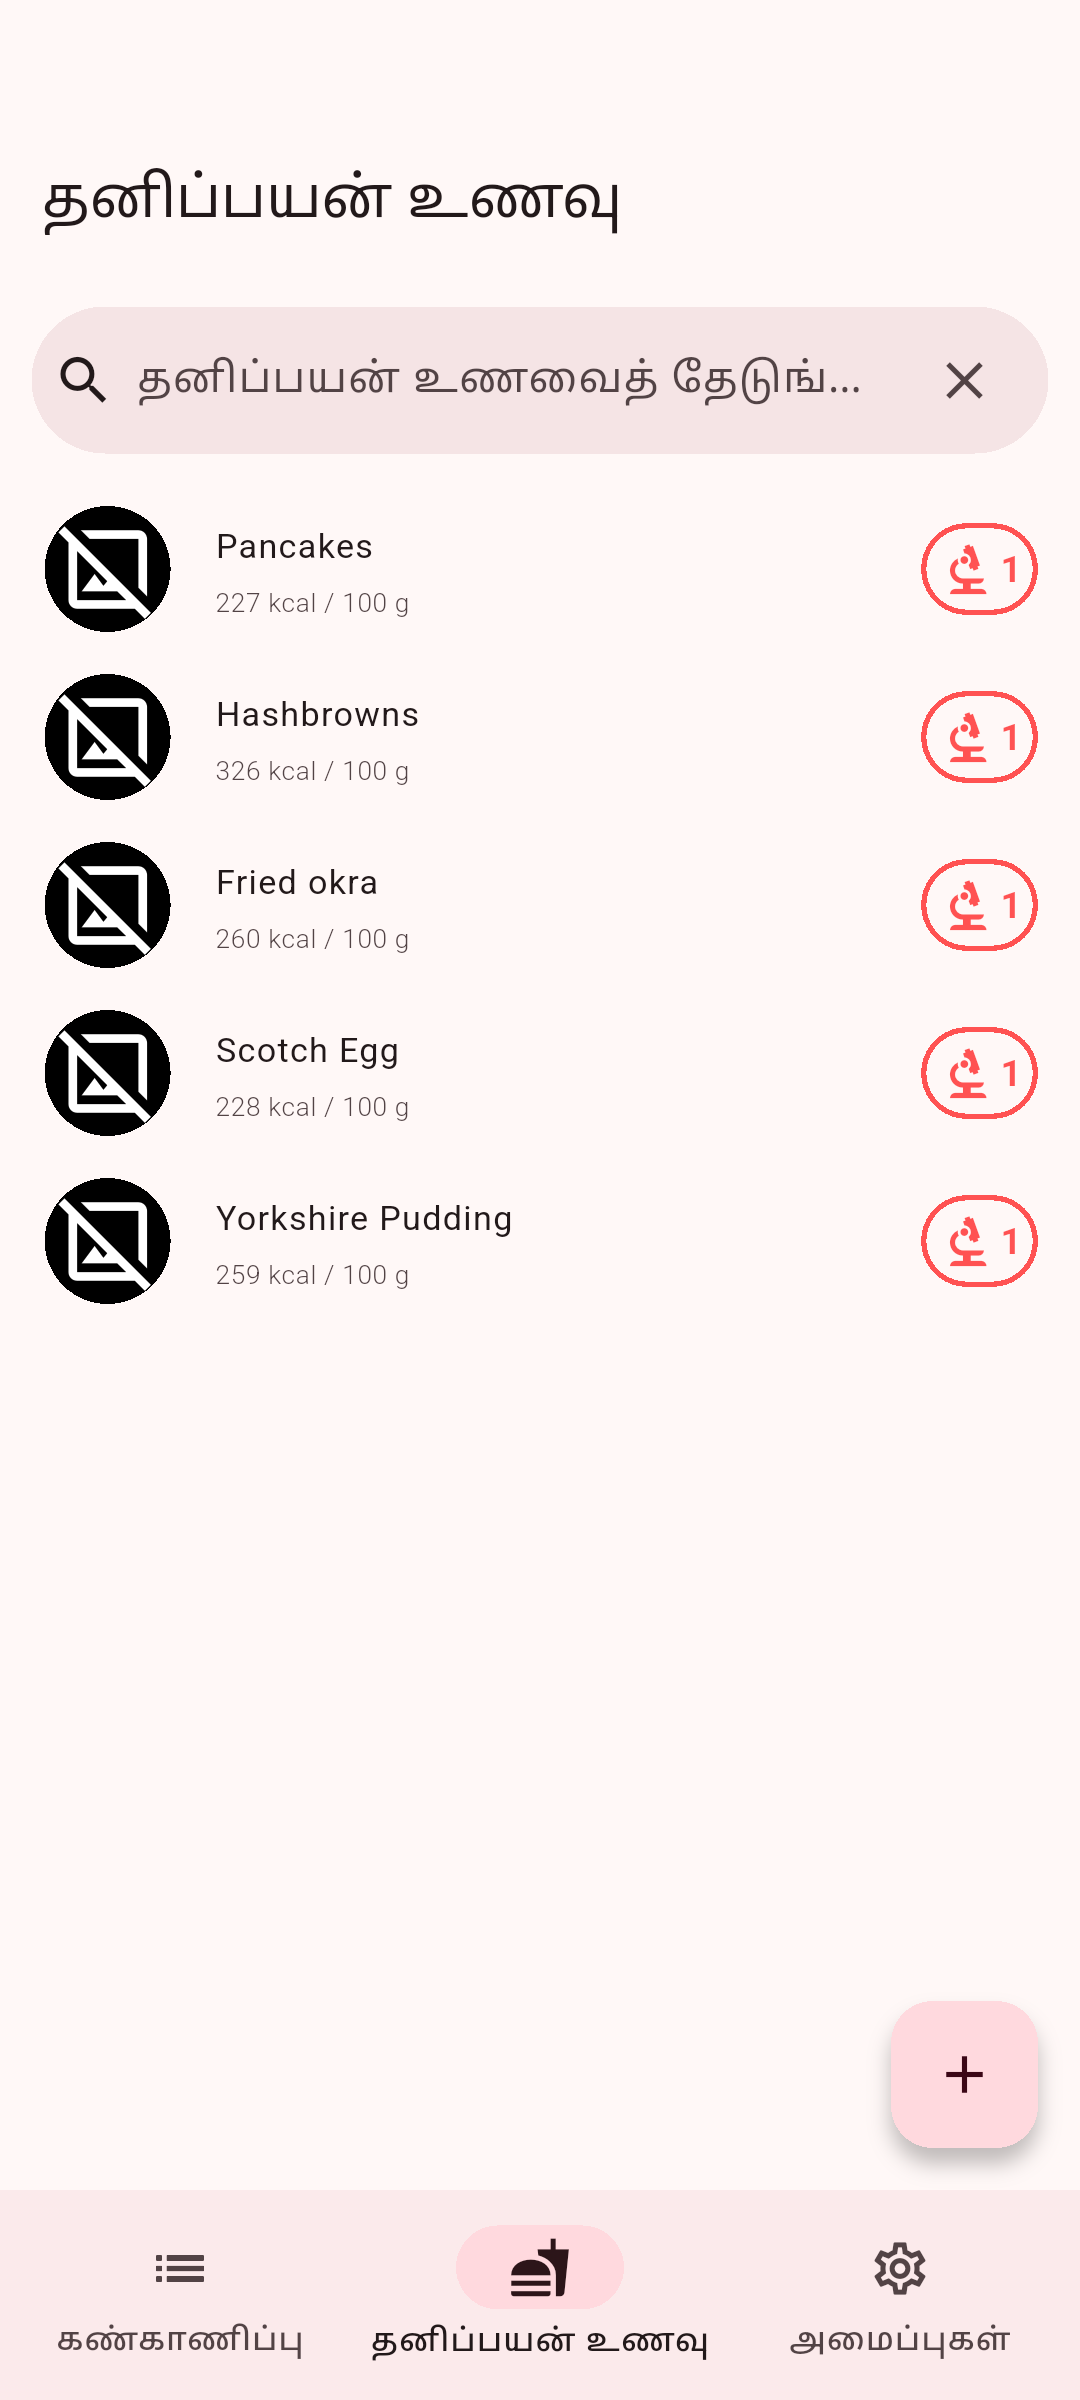 தனிப்பயன் உணவு
தனிப்பயன் உணவைத் தேடுங்...
Pancakes
227 kcal / 100 g
1
Hashbrowns
326 kcal / 100 g
1
Fried okra
260 kcal / 100 g
1
Scotch Egg
228 kcal / 100 g
1
Yorkshire Pudding
259 kcal / 100 g
1
கண்காணிப்பு
தனிப்பயன் உணவு
அமைப்புகள்